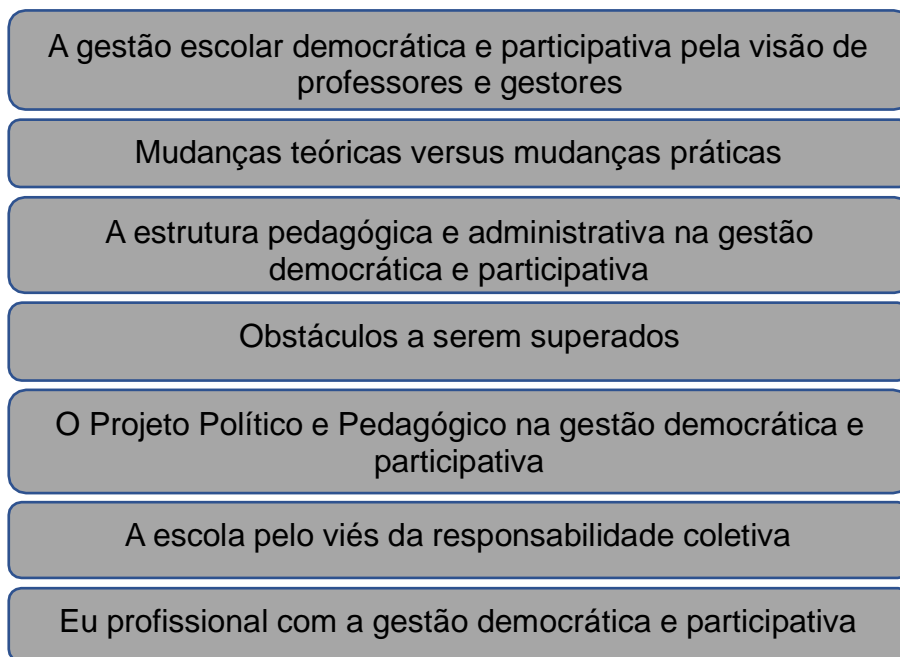 A gestão escolar democrática e participativa pela visão de
professores e gestores
Mudanças teóricas versus mudanças práticas
A estrutura pedagógica e administrativa na gestão
democrática e participativa
Obstáculos a serem superados
O Projeto Político e Pedagógico na gestão democrática e
participativa
A escola pelo viés da responsabilidade coletiva
Eu profissional com a gestão democrática e participativa